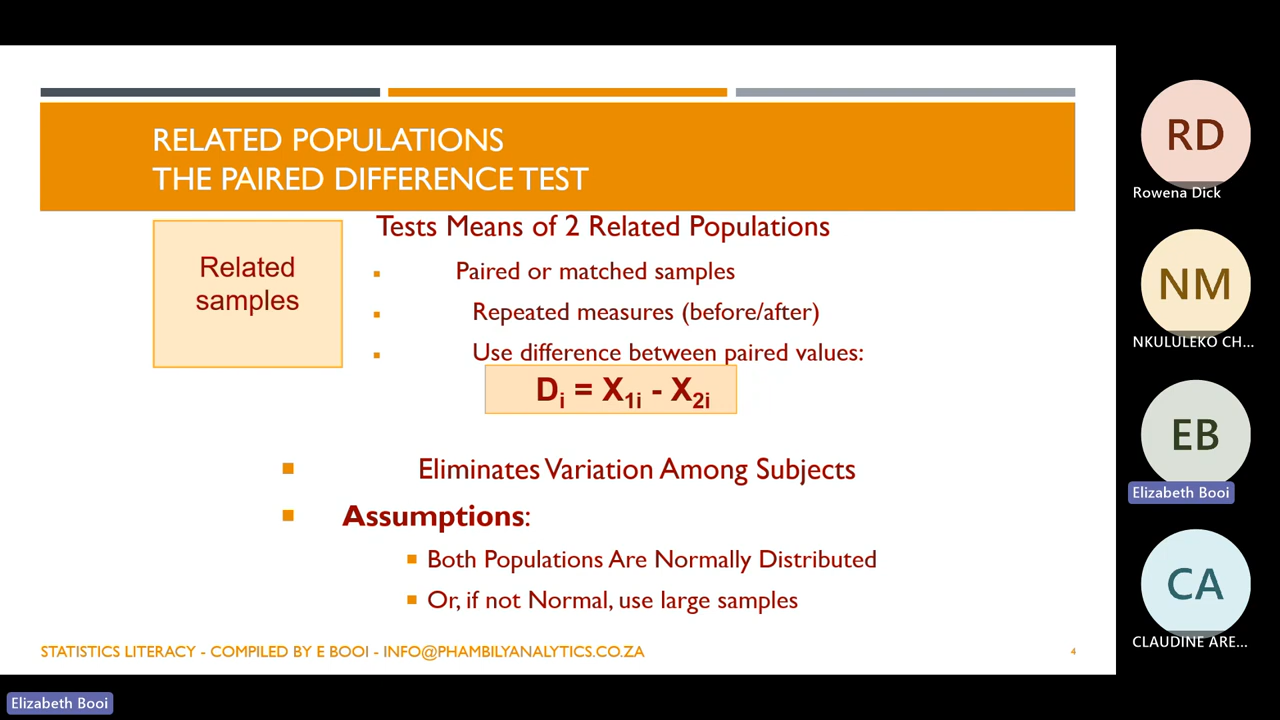 RELATED POPULATIONS
THE PAIRED DIFFERENCE TEST
Related
samples
Tests Means of 2 Related Populations
Paired or matched samples
Repeated measures (before/after)
Use difference between paired values:
Di = X1i - X2i
Eliminates Variation Among Subjects
Assumptions:
Both Populations Are Normally Distributed
Or, if not Normal, use large samples
STATISTICS LITERACY - COMPILED BY E BOOI - INFO@PHAMBILYANALYTICS.CO.ZA
4
RD
Rowena Dick
NM
NKULULEKO CH...
EB
Elizabeth Booi
CA
CLAUDINE ARE...
Elizabeth Booi